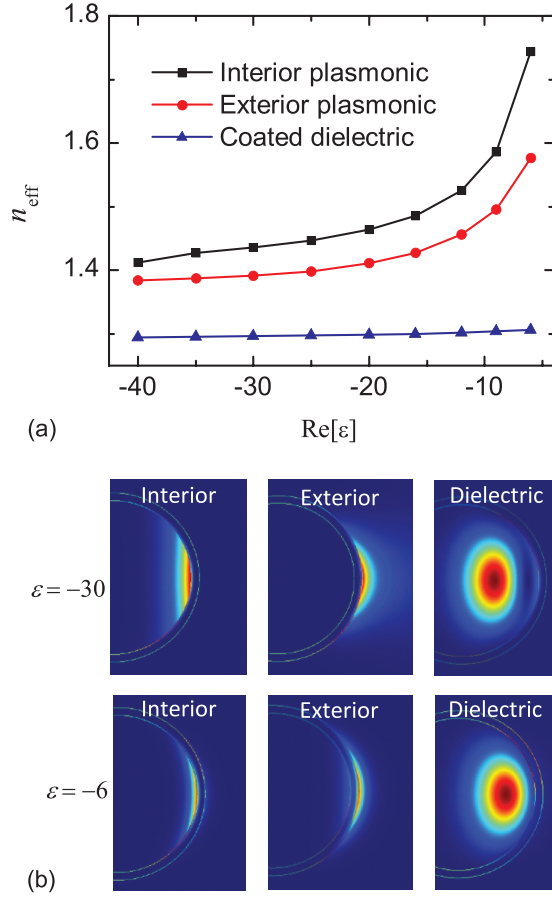 1.8
1.6
1.4
n_eff
Interior plasmonic
Exterior plasmonic
Coated dielectric
-40 -30 -20 -10
(a) Re[ε]
Interior Exterior Dielectric
ε=−30
Interior Exterior Dielectric
ε=−6
(b)